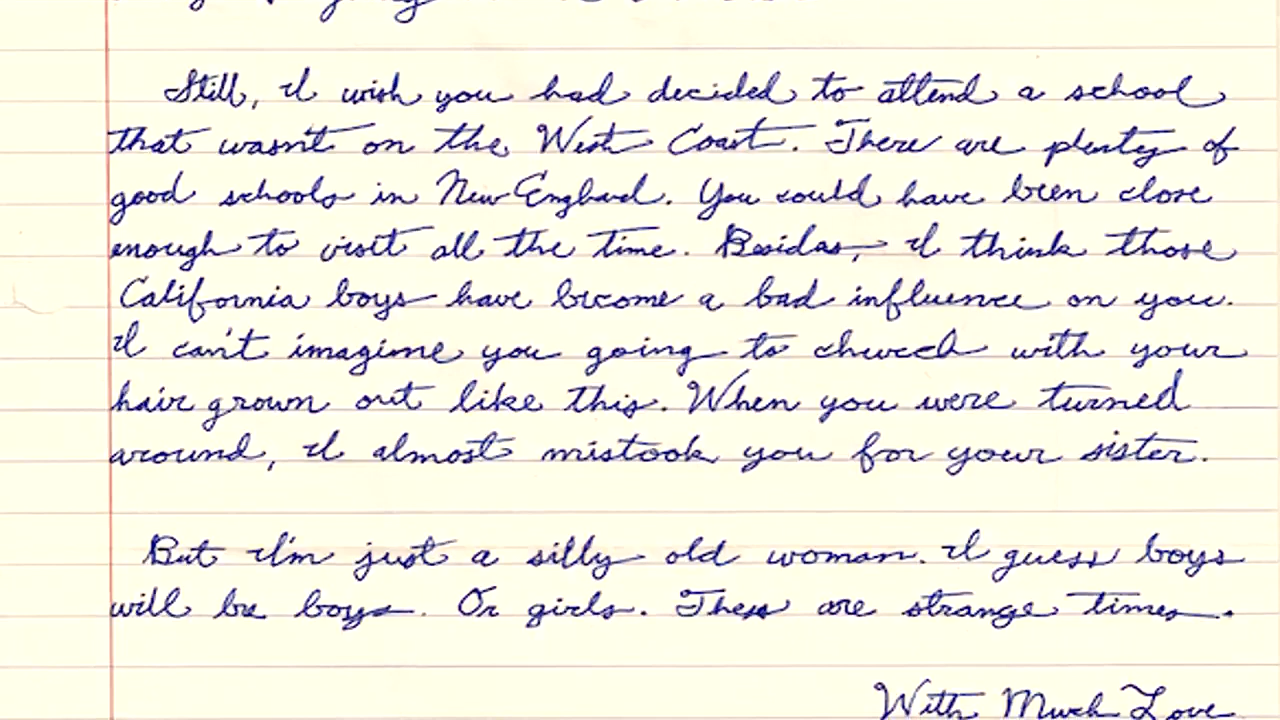 Still, I wish you had decided to attend a school
that wasn't on the West Coast. There are plenty of
good schools in New England. You could have been close
enough to visit all the time. Besides, I think those
California boys have become a bad influence on you.
I can't imagine you going to church with your
hair grown out like this. When you were turned
around, I almost mistook you for your sister.
But I'm just a silly old woman. I guess boys
will be boys. Or girls. These are strange times.
With Much Love